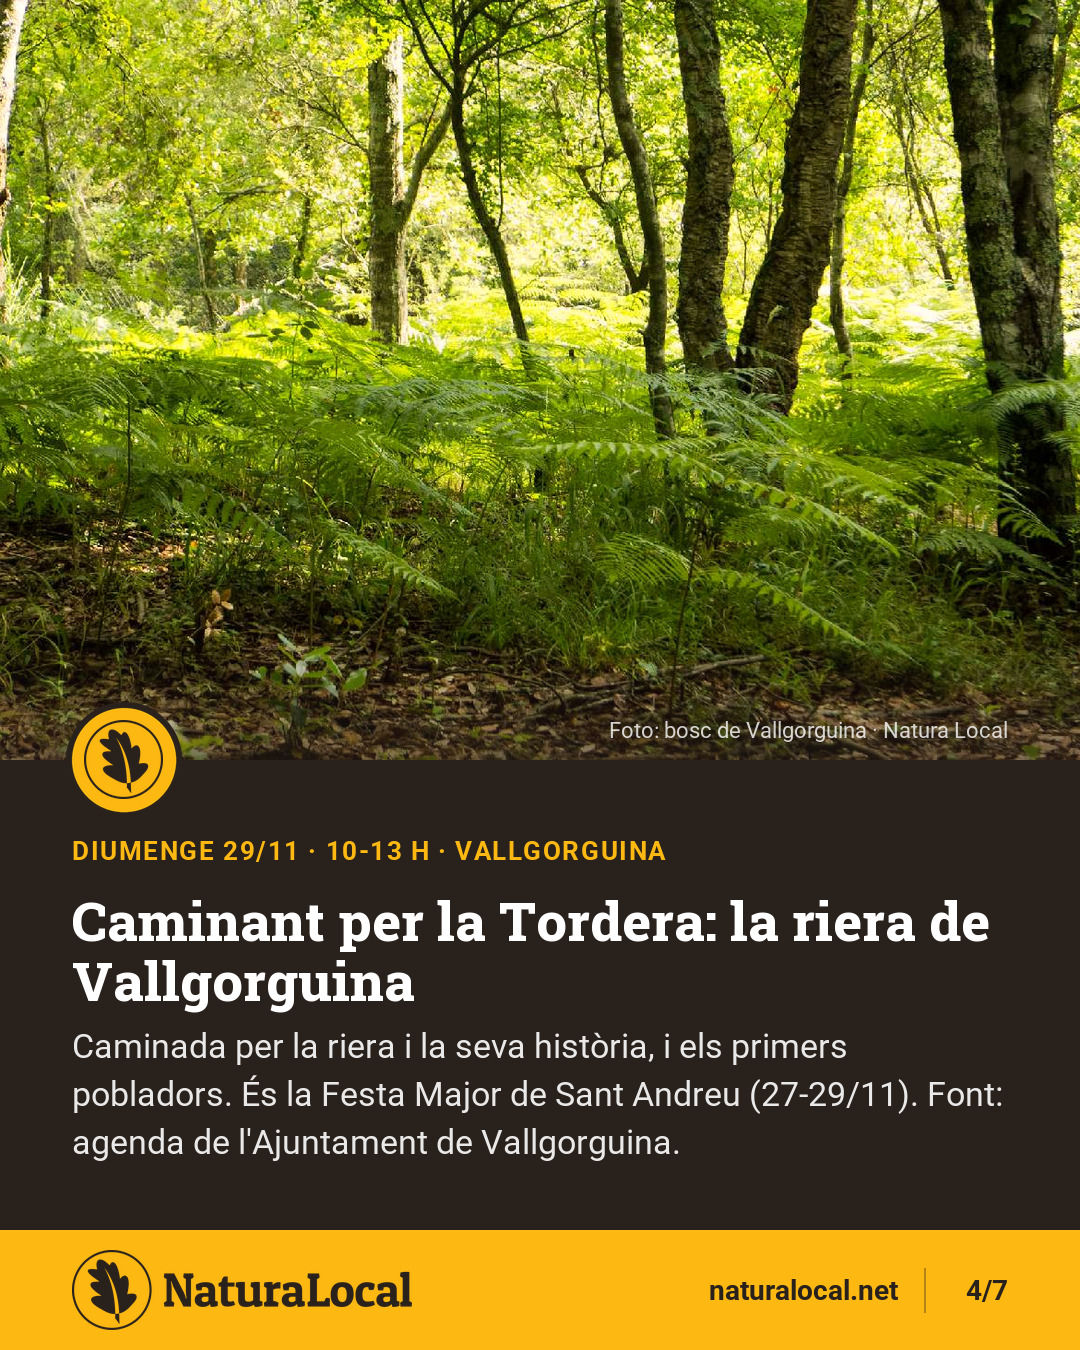 Foto: bosc de Vallgorguina · Natura Local
DIUMENGE 29/11 · 10-13 H · VALLGORGUINA
Caminant per la Tordera: la riera de
Vallgorguina
Caminada per la riera i la seva història, i els primers
pobladors. És la Festa Major de Sant Andreu (27-29/11). Font:
agenda de l'Ajuntament de Vallgorguina.
NaturaLocal
naturalocal.net
4/7